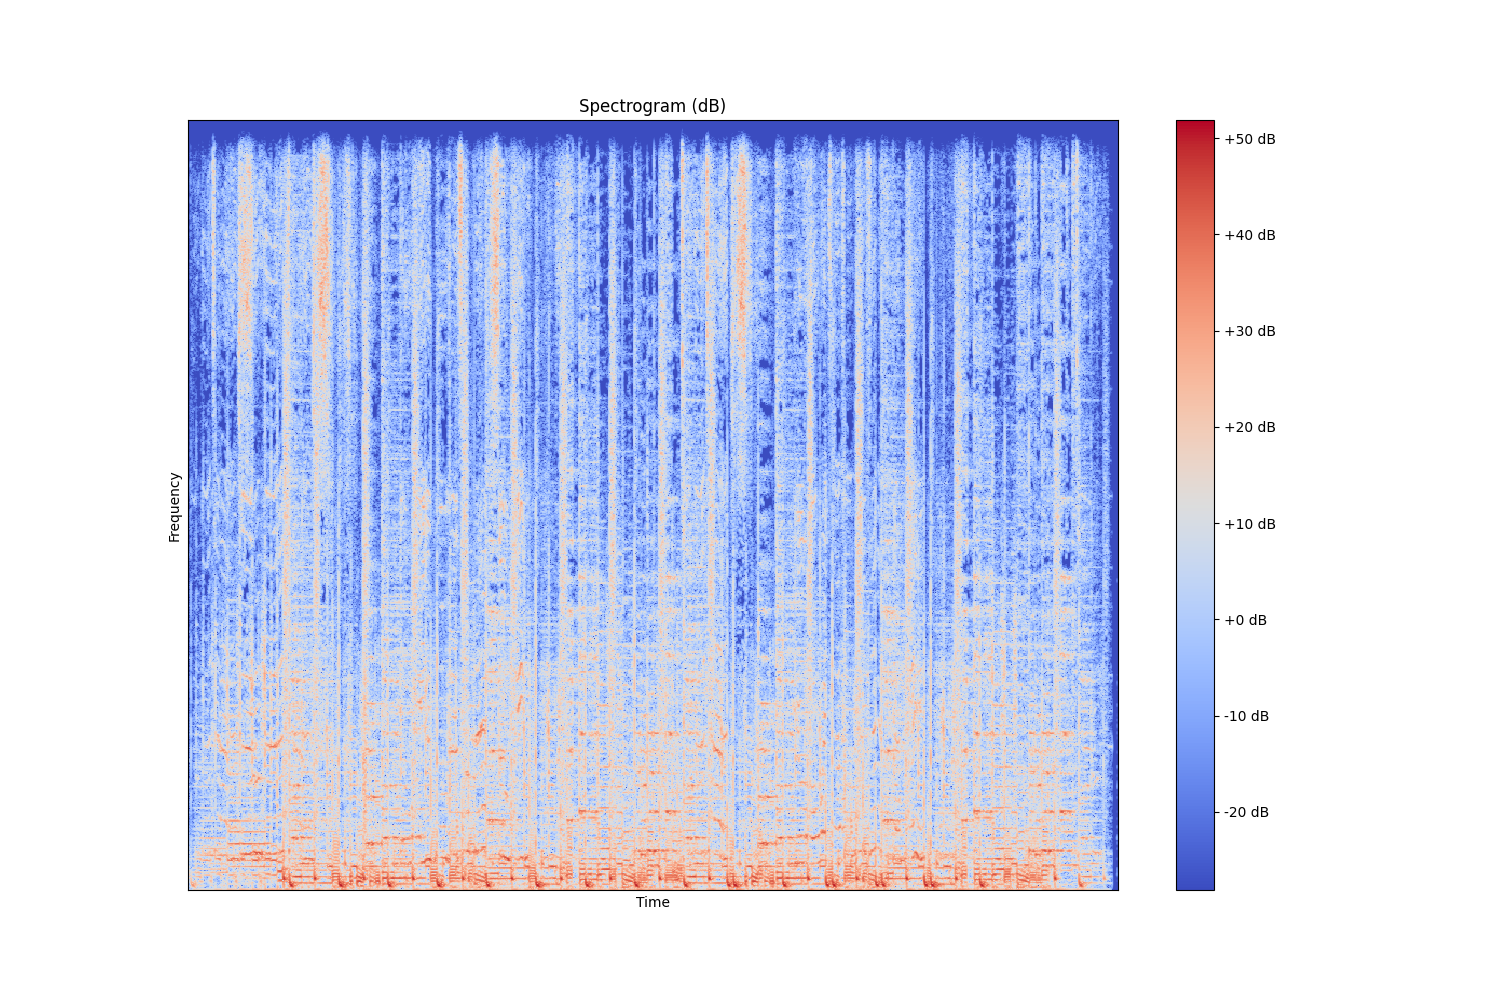 Spectrogram (dB)
Frequency
Time
+50 dB
+40 dB
+30 dB
+20 dB
+10 dB
+0 dB
-10 dB
-20 dB